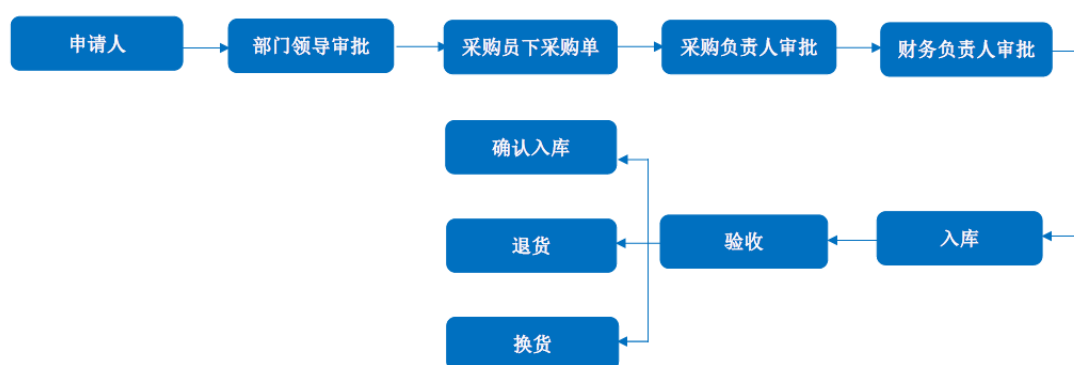 申请人
部门领导审批
采购员下采购单
采购负责人审批
财务负责人审批
确认入库
退货
验收
入库
换货